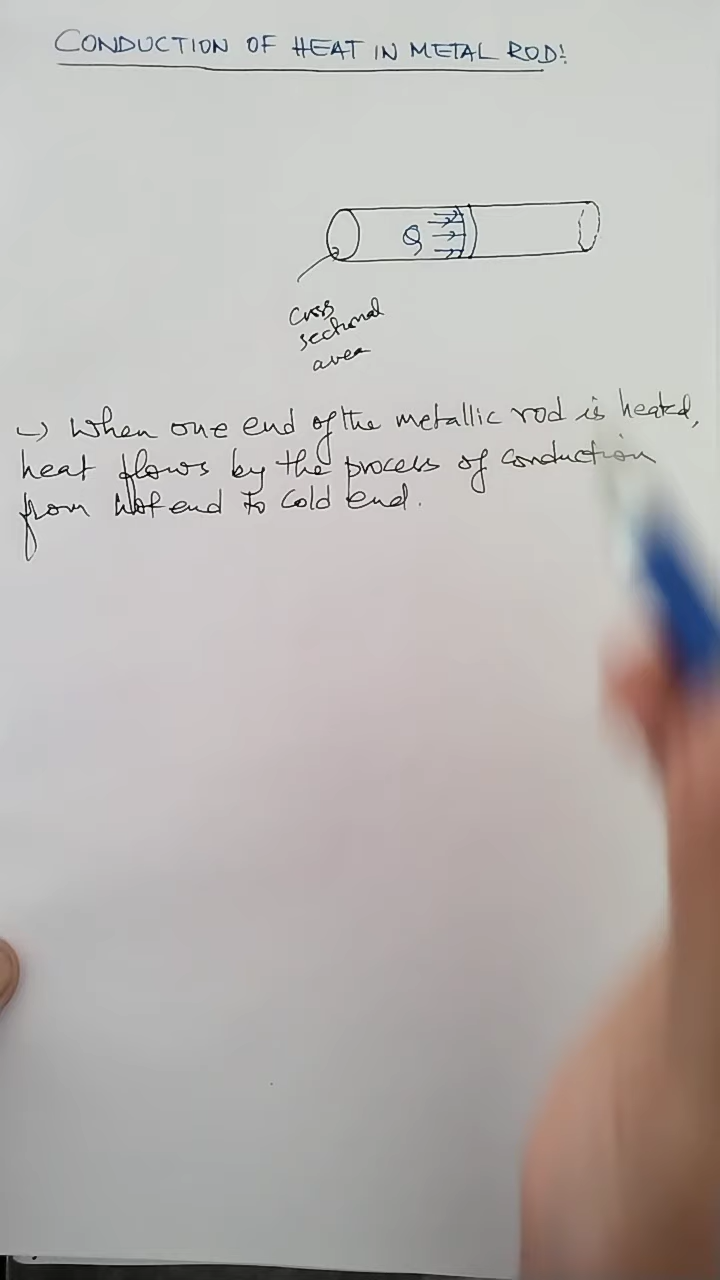 CONDUCTION OF HEAT IN METAL ROD:
Q
Cross
sectional
area
↳ When one end of the metallic rod is heated,
heat flows by the process of conduction
from hot end to cold end.